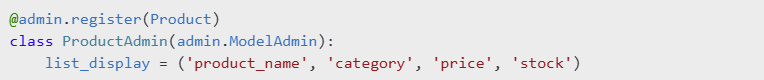 @admin.register(Product)
class ProductAdmin(admin.ModelAdmin):
    list_display = ('product_name', 'category', 'price', 'stock')